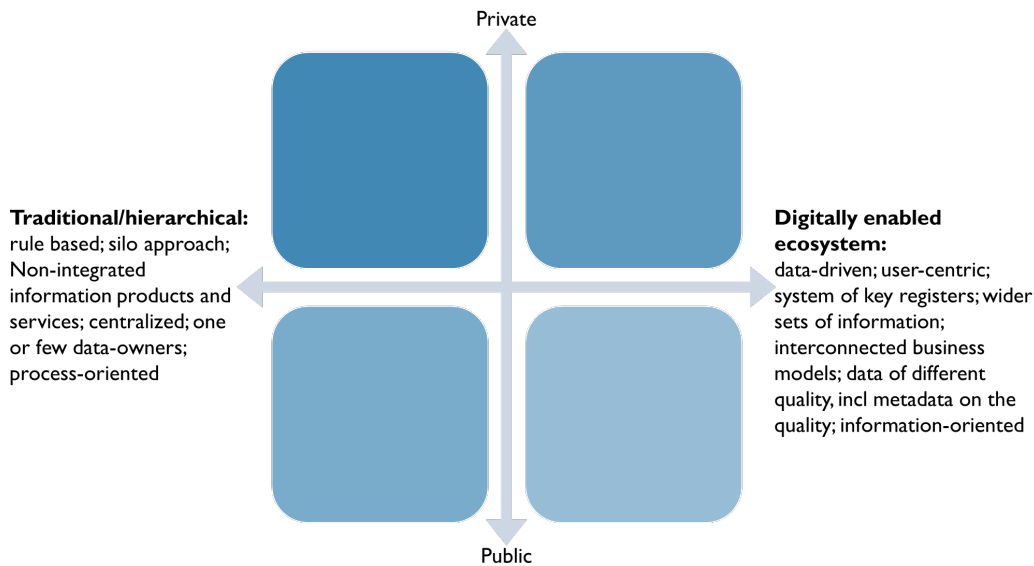 Private
Traditional/hierarchical:
rule based; silo approach;
Non-integrated
information products and
services; centralized; one
or few data-owners;
process-oriented
Digitally enabled
ecosystem:
data-driven; user-centric;
system of key registers; wider
sets of information;
interconnected business
models; data of different
quality, incl metadata on the
quality; information-oriented
Public